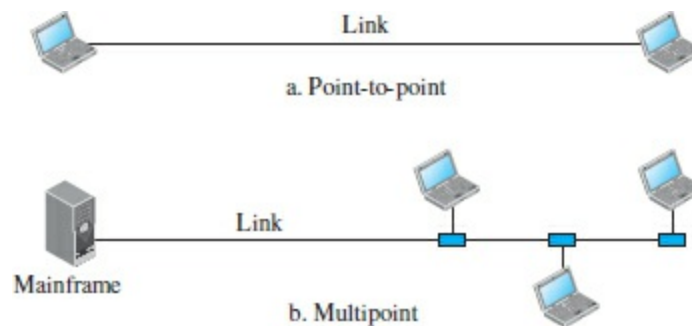 Link
a. Point-to-point
Link
Mainframe
b. Multipoint